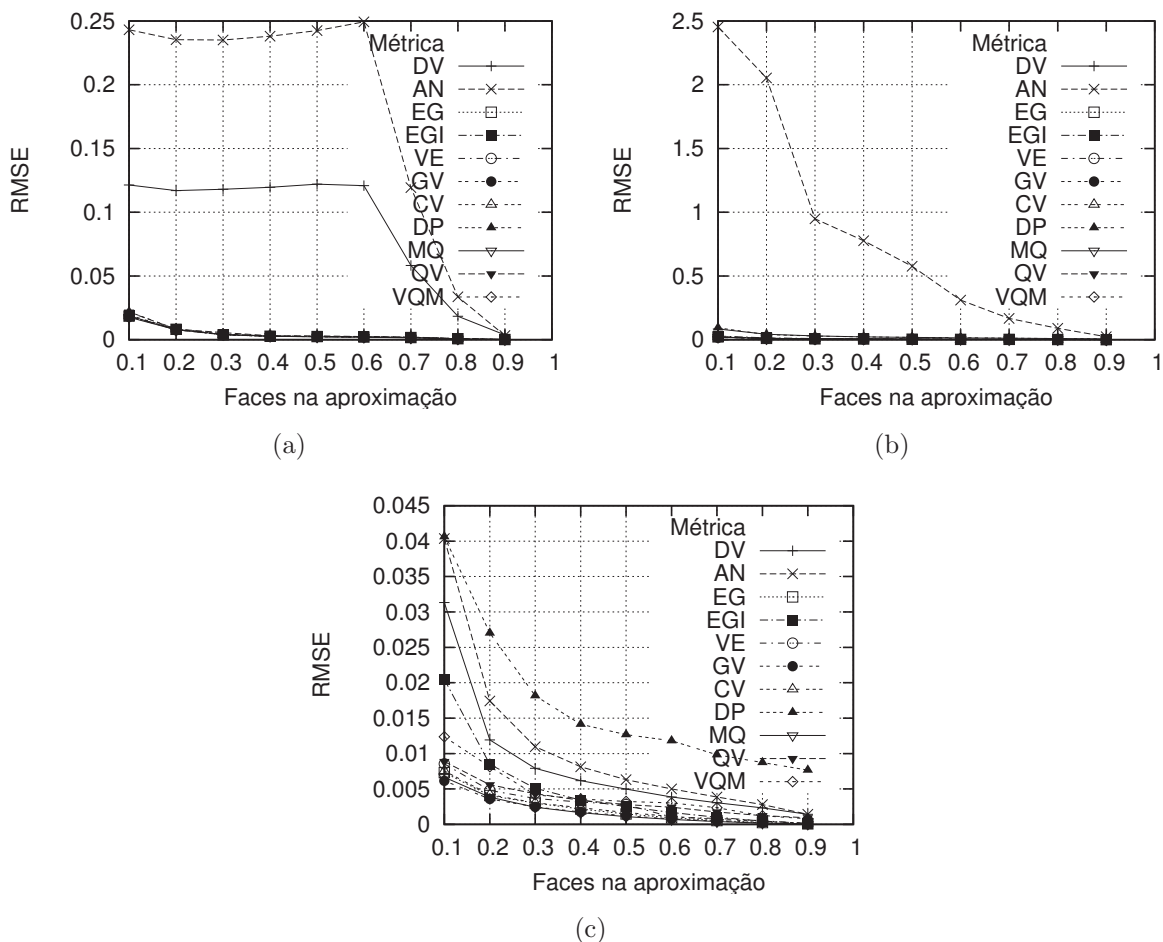 0.25
0.2
0.15
0.1
0.05
0
RMSE
0.1 0.2 0.3 0.4 0.5 0.6 0.7 0.8 0.9 1
Faces na aproximação
Métrica
DV
AN
EG
EGI
VE
GV
CV
DP
MQ
QV
VQM
(a)
2.5
2
1.5
1
0.5
0
RMSE
0.1 0.2 0.3 0.4 0.5 0.6 0.7 0.8 0.9 1
Faces na aproximação
Métrica
DV
AN
EG
EGI
VE
GV
CV
DP
MQ
QV
VQM
(b)
0.045
0.04
0.035
0.03
0.025
0.02
0.015
0.01
0.005
0
RMSE
0.1 0.2 0.3 0.4 0.5 0.6 0.7 0.8 0.9 1
Faces na aproximação
Métrica
DV
AN
EG
EGI
VE
GV
CV
DP
MQ
QV
VQM
(c)